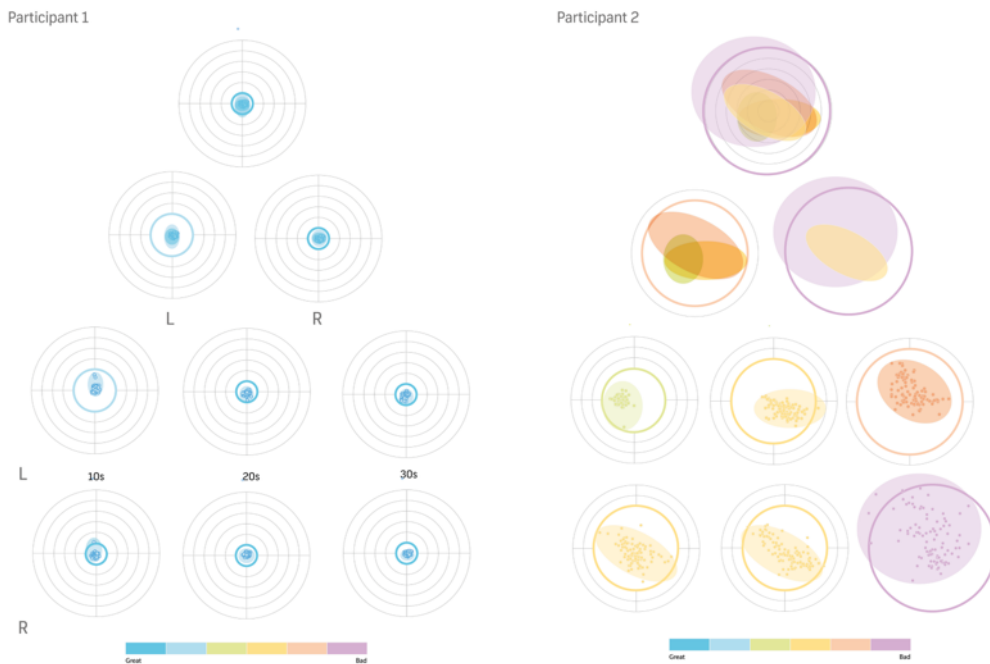 Participant 1
Participant 2
L
R
L
10s
20s
30s
R
Great
Bad
Great
Bad